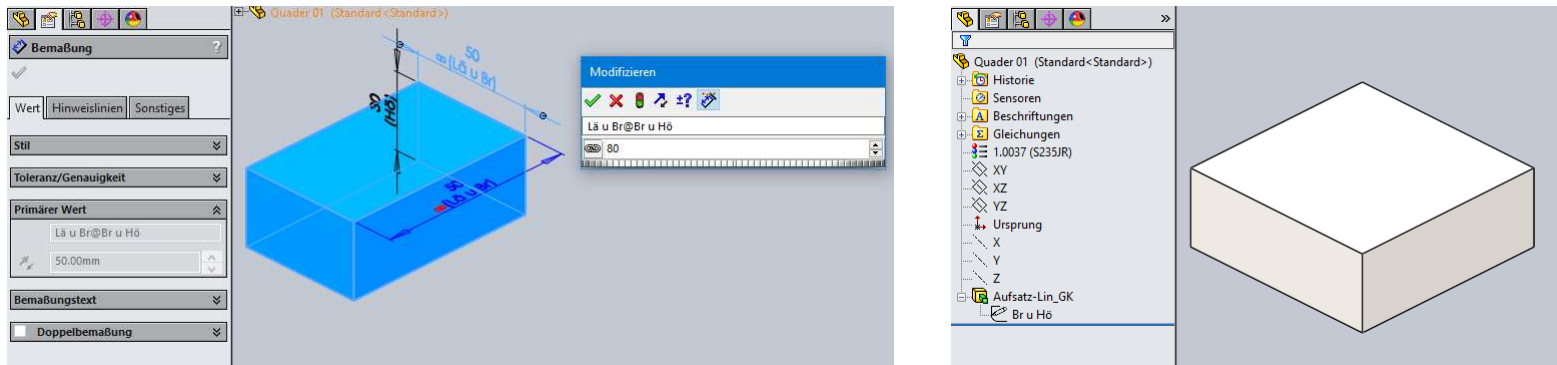 Bemaßung
?
Wert
Hinweislinien
Sonstiges
Stil
Toleranz/Genauigkeit
Primärer Wert
Lä u Br@Br u Hö
50.00mm
Bemaßungstext
Doppelbemaßung
Quader 01 (Standard<Standard>)
50
(Lä u Br)
30
(Hö)
50
(Lä u Br)
Modifizieren
±?
Lä u Br@Br u Hö
80
»
Quader 01 (Standard<Standard>)
Historie
Sensoren
A Beschriftungen
Σ Gleichungen
1.0037 (S235JR)
XY
XZ
YZ
Ursprung
X
Y
Z
Aufsatz-Lin_GK
Br u Hö